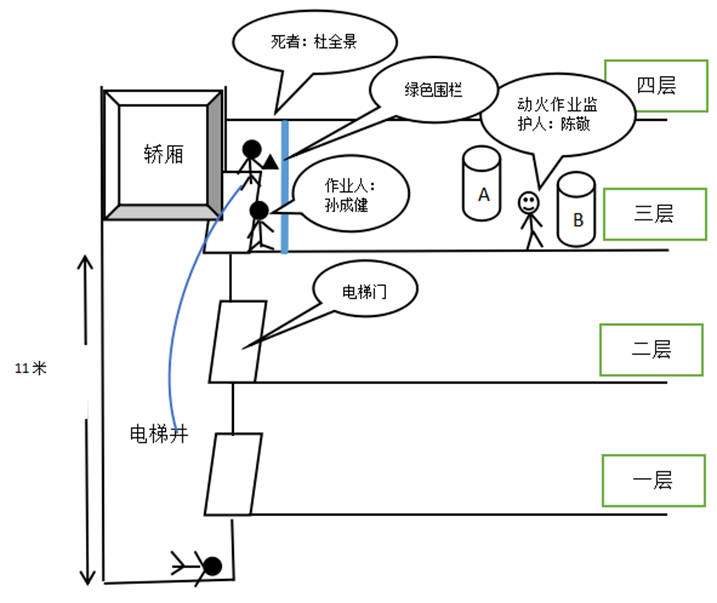 死者：杜全景
绿色围栏
四层
动火作业监
护人：陈敬
轿厢
作业人：
孙成健
A
B
三层
电梯门
二层
11米
电梯井
一层